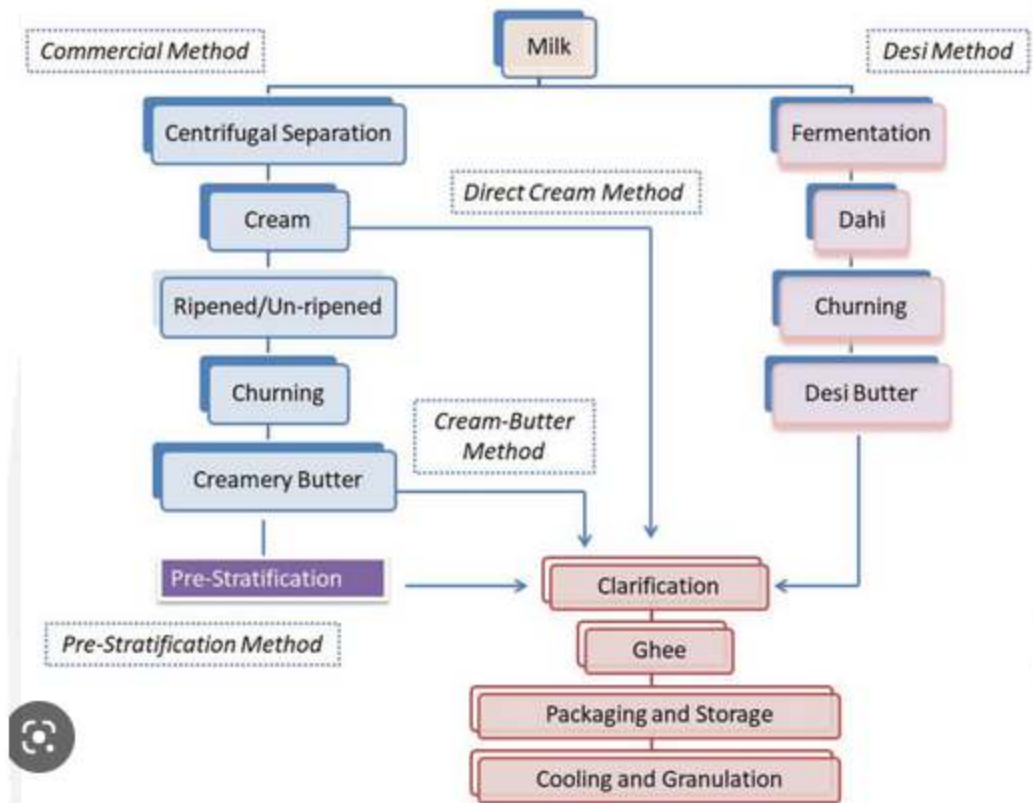 Commercial Method
Milk
Desi Method
Centrifugal Separation
Fermentation
Direct Cream Method
Cream
Dahi
Ripened/Un-ripened
Churning
Churning
Desi Butter
Cream-Butter
Method
Creamery Butter
Pre-Stratification
Clarification
Pre-Stratification Method
Ghee
Packaging and Storage
Cooling and Granulation